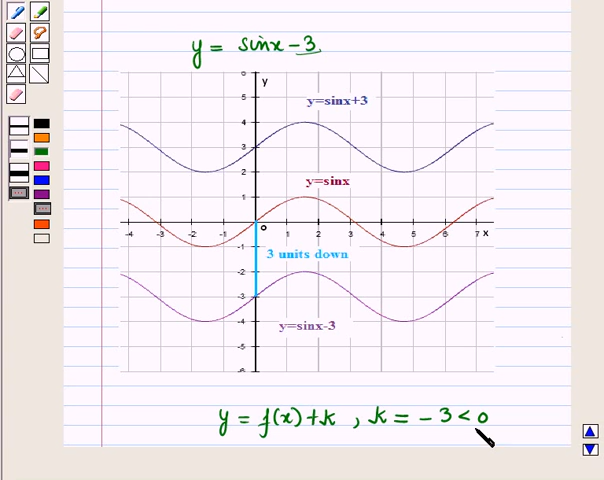 y = sinx - 3
y
6
5
y=sinx+3
4
3
2
y=sinx
1
o
-4 -3 -2 -1 1 2 3 4 5 6 7 x
-1
3 units down
-2
-3
y=sinx-3
-4
-5
-6
y = f(x)+k , k = - 3 < 0